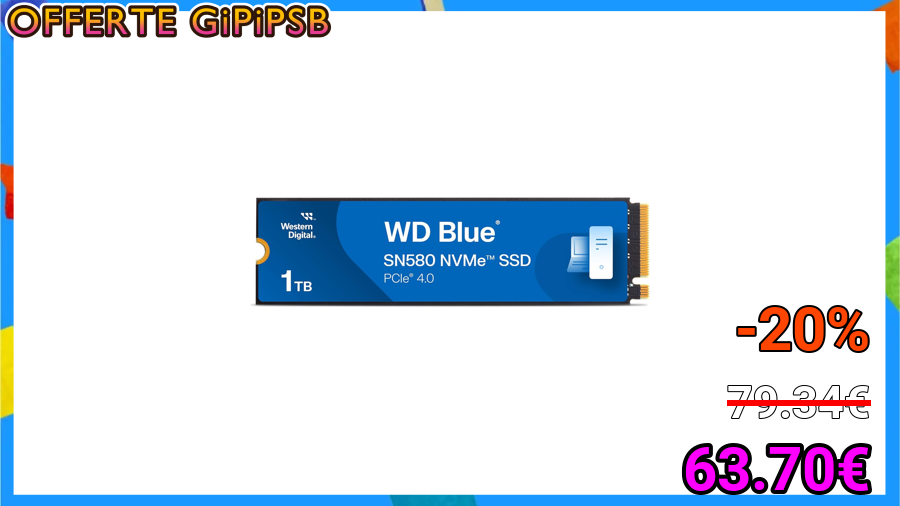 OFFERTE GiPiPSB
Western
Digital®
WD Blue®
SN580 NVMe™ SSD
PCIe® 4.0
1TB
-20%
79.34€
63.70€